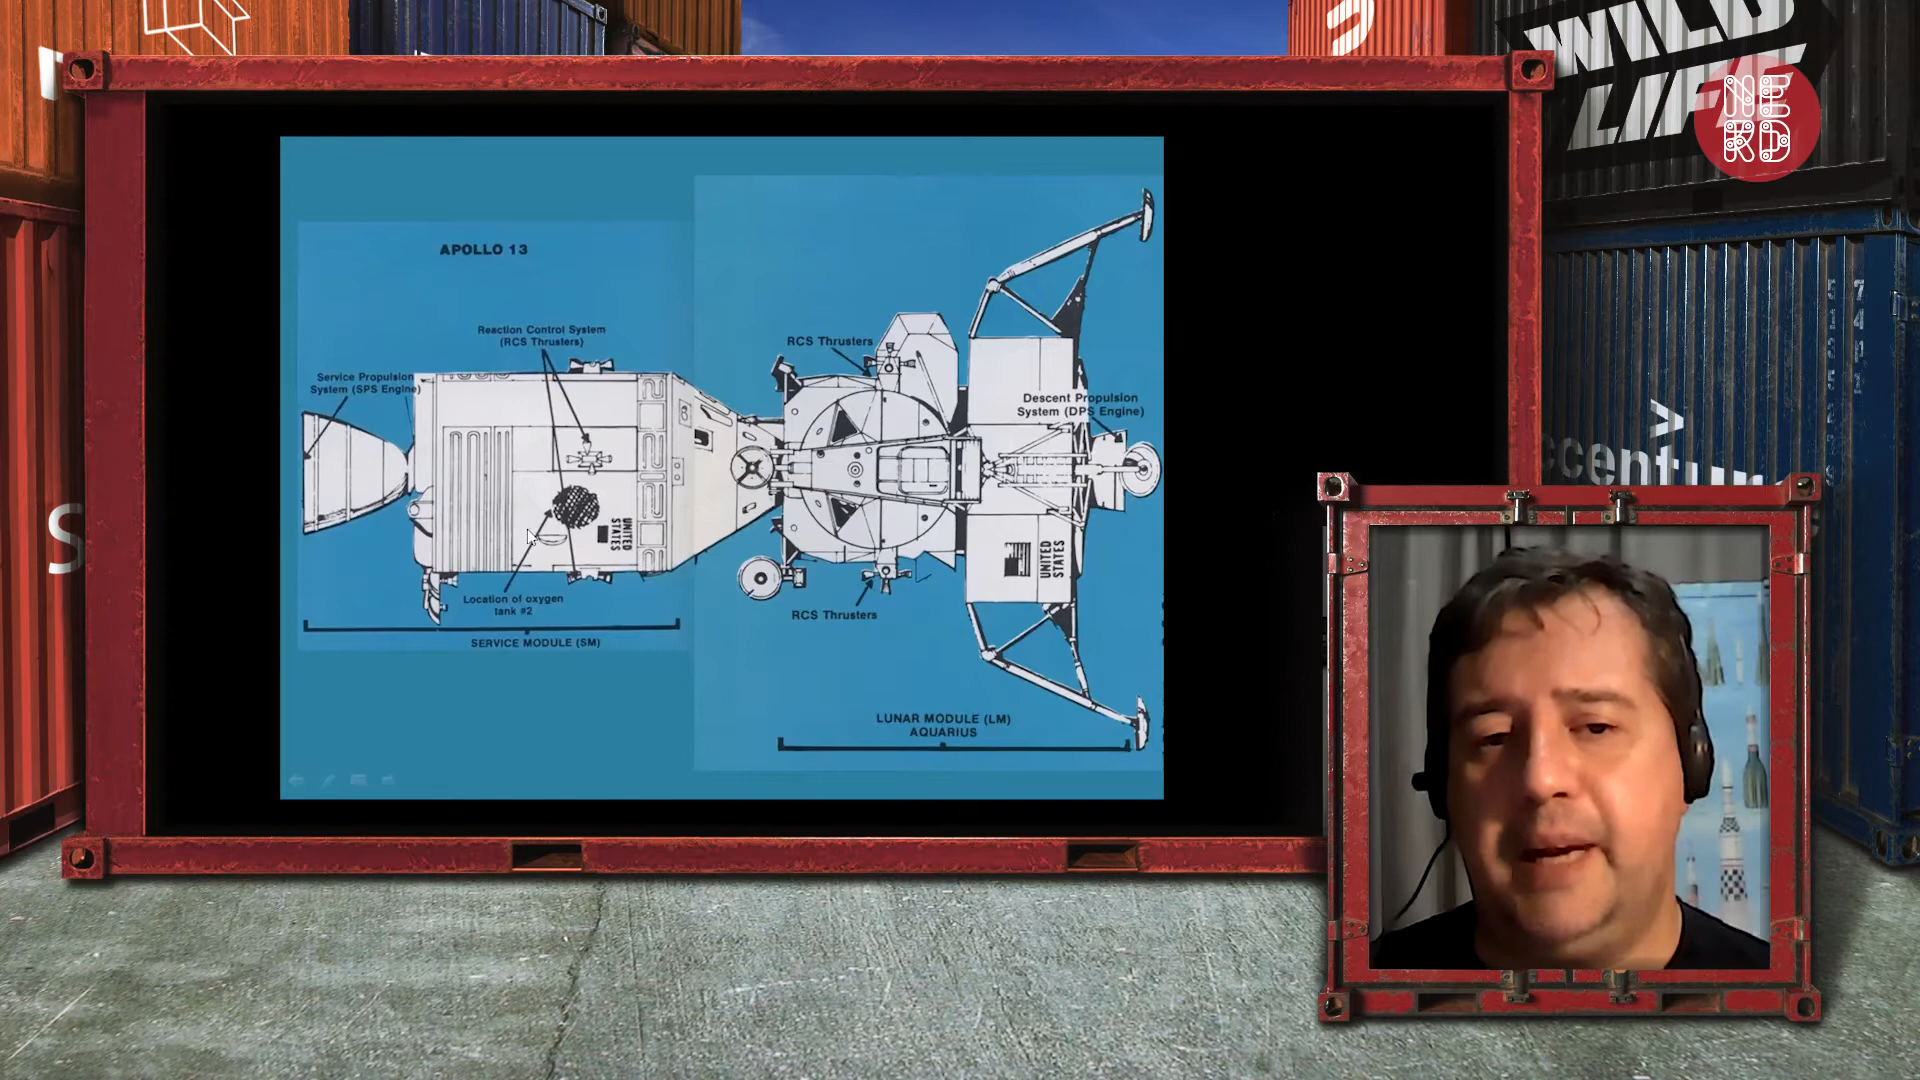 WILD
LIFE
NE
RD
APOLLO 13
Reaction Control System
(RCS Thrusters)
Service Propulsion
System (SPS Engine)
RCS Thrusters
Descent Propulsion
System (DPS Engine)
UNITED
STATES
UNITED
STATES
Location of oxygen
tank #2
SERVICE MODULE (SM)
RCS Thrusters
LUNAR MODULE (LM)
AQUARIUS
S
>